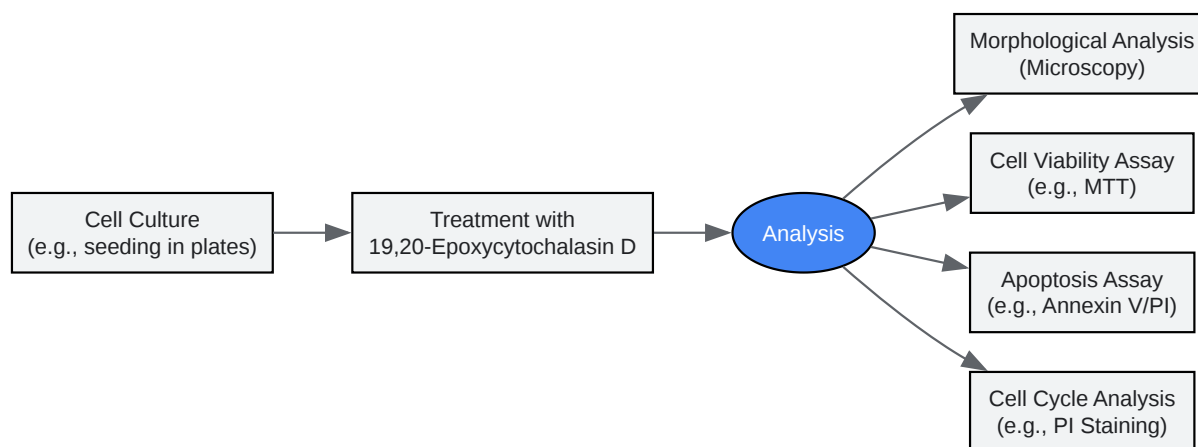 Cell Culture
(e.g., seeding in plates)
Treatment with
19,20-Epoxycytochalasin D
Analysis
Morphological Analysis
(Microscopy)
Cell Viability Assay
(e.g., MTT)
Apoptosis Assay
(e.g., Annexin V/PI)
Cell Cycle Analysis
(e.g., PI Staining)